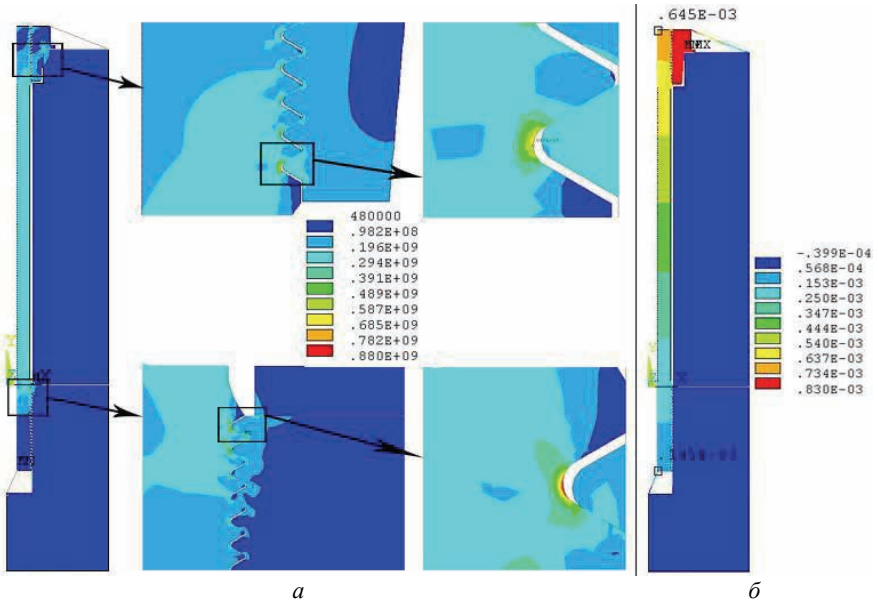 .645E-03
480000
.982E+08
.196E+09
.294E+09
.391E+09
.489E+09
.587E+09
.685E+09
.782E+09
.880E+09
-.399E-04
.568E-04
.153E-03
.250E-03
.347E-03
.444E-03
.540E-03
.637E-03
.734E-03
.830E-03
Y
X
Y
X
а
б